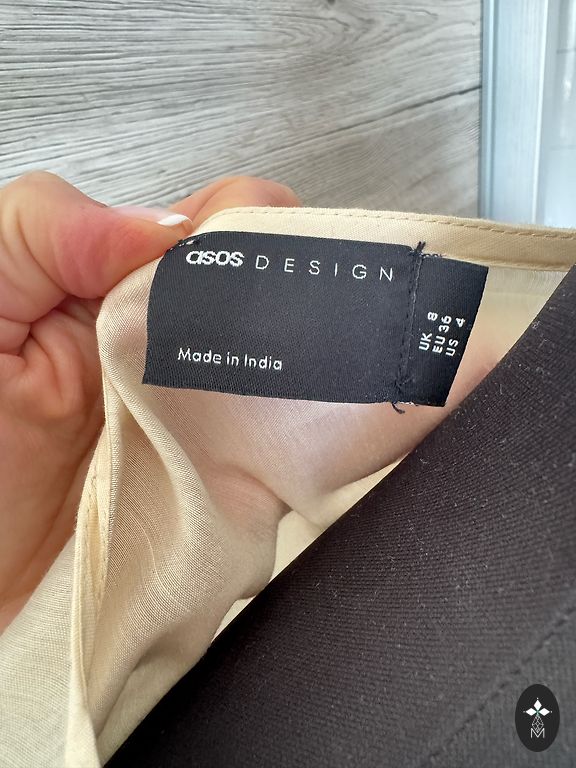 asos DESIGN
Made in India
UK 8
EU 36
US 4
M